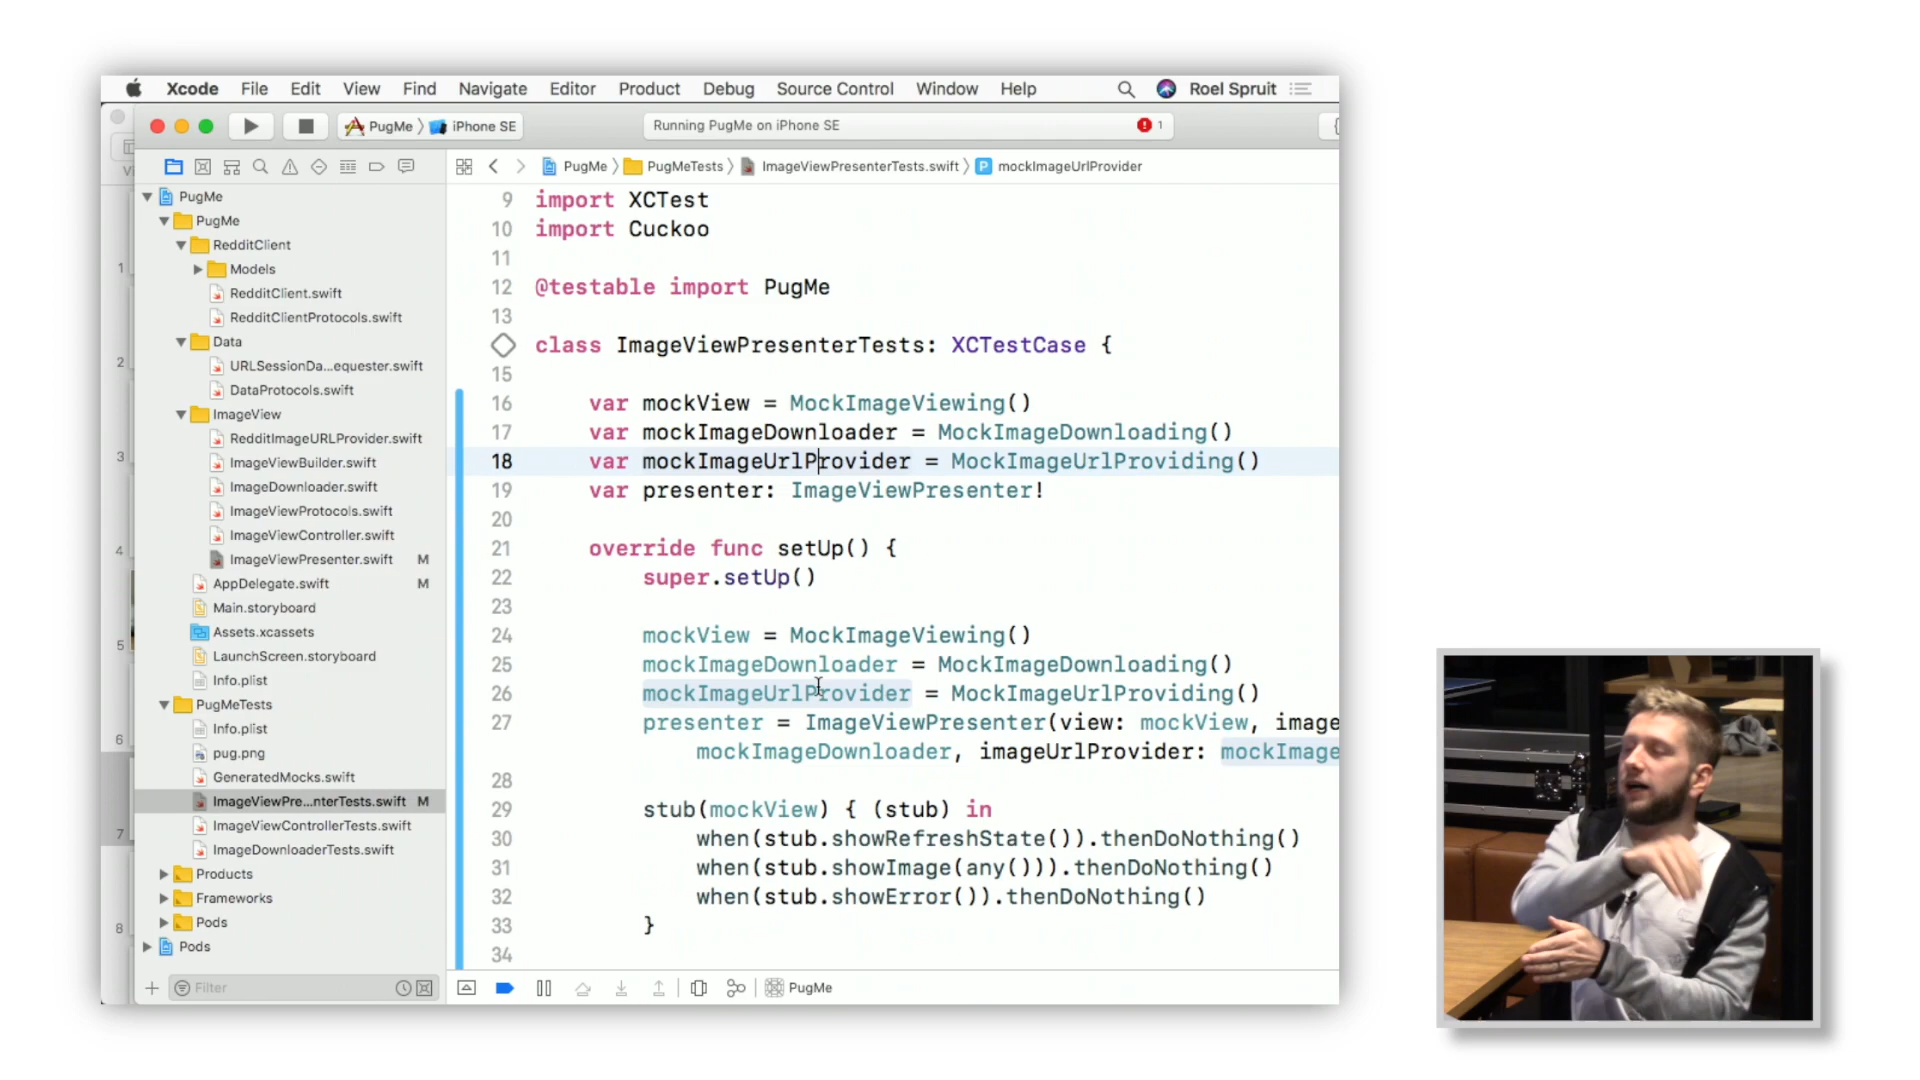 Xcode File Edit View Find Navigate Editor Product Debug Source Control Window Help Roel Spruit
PugMe iPhone SE Running PugMe on iPhone SE 1
PugMe PugMeTests ImageViewPresenterTests.swift P mockImageUrlProvider
PugMe
PugMe
RedditClient
Models
RedditClient.swift
RedditClientProtocols.swift
Data
URLSessionDa...equester.swift
DataProtocols.swift
ImageView
RedditImageURLProvider.swift
ImageViewBuilder.swift
ImageDownloader.swift
ImageViewProtocols.swift
ImageViewController.swift
ImageViewPresenter.swift M
AppDelegate.swift M
Main.storyboard
Assets.xcassets
LaunchScreen.storyboard
Info.plist
PugMeTests
Info.plist
pug.png
GeneratedMocks.swift
ImageViewPre...nterTests.swift M
ImageViewControllerTests.swift
ImageDownloaderTests.swift
Products
Frameworks
Pods
Pods
Filter
1
2
3
4
5
6
7
8
9 import XCTest
10 import Cuckoo
11
12 @testable import PugMe
13
class ImageViewPresenterTests: XCTestCase {
15
16 var mockView = MockImageViewing()
17 var mockImageDownloader = MockImageDownloading()
18 var mockImageUrlProvider = MockImageUrlProviding()
19 var presenter: ImageViewPresenter!
20
21 override func setUp() {
22 super.setUp()
23
24 mockView = MockImageViewing()
25 mockImageDownloader = MockImageDownloading()
26 mockImageUrlProvider = MockImageUrlProviding()
27 presenter = ImageViewPresenter(view: mockView, image
mockImageDownloader, imageUrlProvider: mockImage
28
29 stub(mockView) { (stub) in
30 when(stub.showRefreshState()).thenDoNothing()
31 when(stub.showImage(any())).thenDoNothing()
32 when(stub.showError()).thenDoNothing()
33 }
34
PugMe